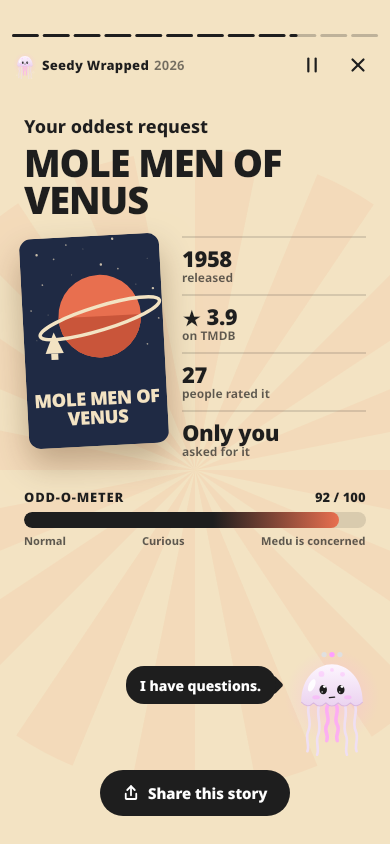 Seedy Wrapped 2026
Your oddest request
MOLE MEN OF
VENUS
MOLE MEN OF
VENUS
1958
released
★ 3.9
on TMDB
27
people rated it
Only you
asked for it
ODD-O-METER 92 / 100
Normal Curious Medu is concerned
I have questions.
Share this story